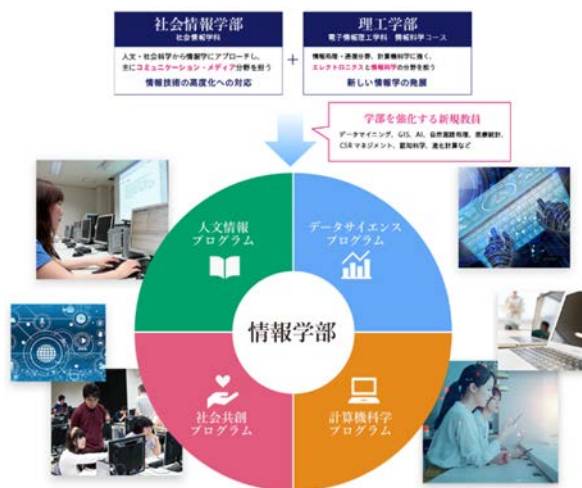 社会情報学部
社会情報学科
人文・社会科学から情報学にアプローチし、
主にコミュニケーション・メディア分野を担う
情報技術の高度化への対応
+
理工学部
電子情報理工学科 情報科学コース
情報処理・通信分野、計算機科学に強く、
エレクトロニクスと情報科学の分野を担う
新しい情報学の発展
学部を強化する新規教員
データマイニング、GIS、AI、自然言語処理、医療統計、
CSRマネジメント、認知科学、進化計算など
人文情報
プログラム
データサイエンス
プログラム
情報学部
社会共創
プログラム
計算機科学
プログラム